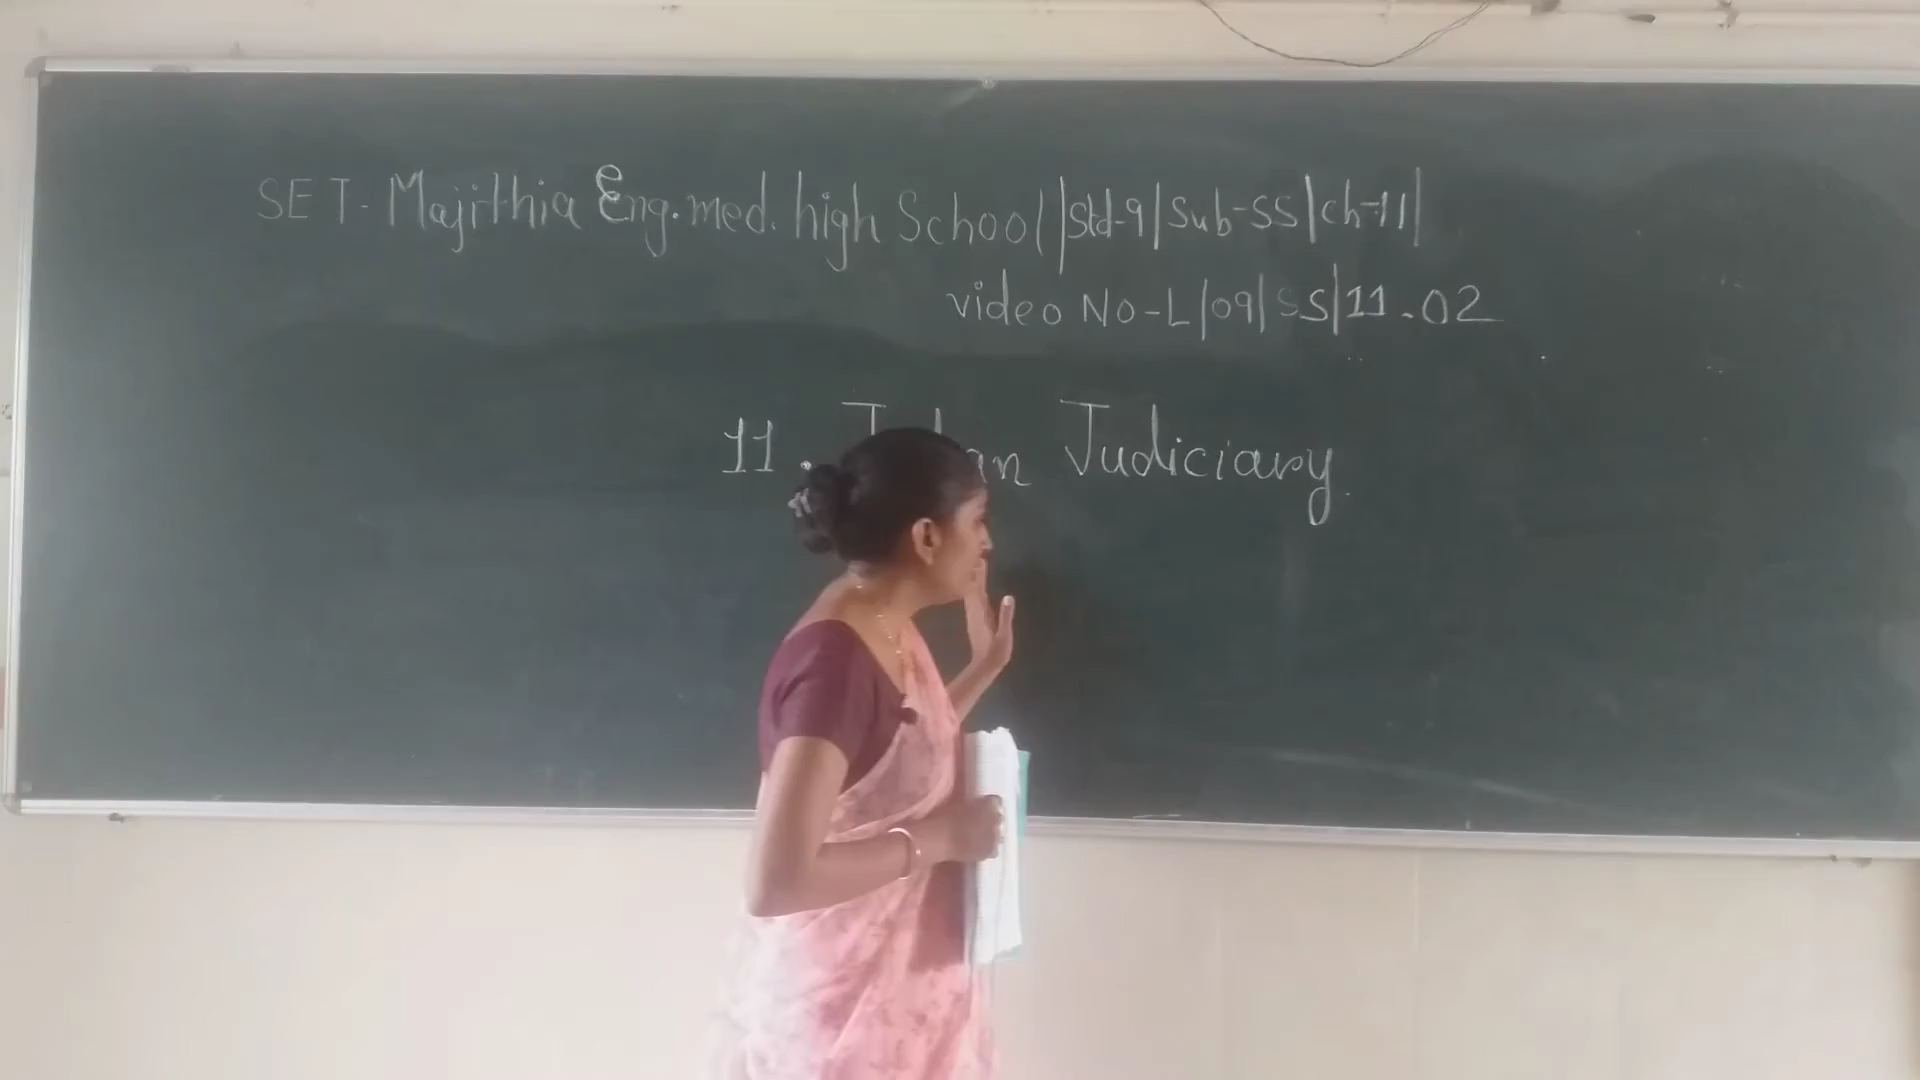 SET- Majithia Eng.med. high School||Std-9|Sub-SS|Ch-11|
video No-L|09|SS|11.02
11. Judiciary